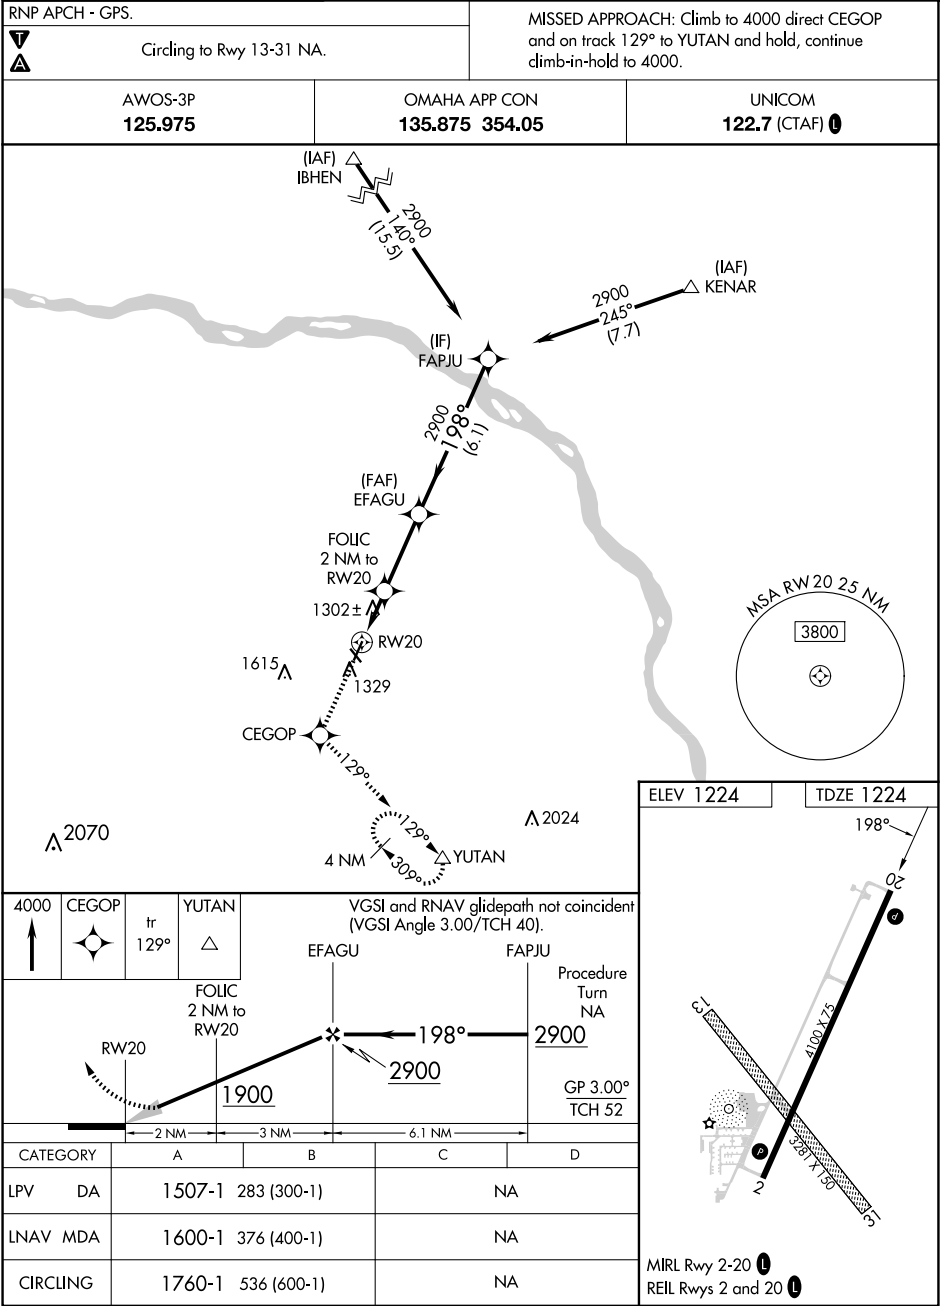 RNP APCH - GPS.
T
A
Circling to Rwy 13-31 NA.
MISSED APPROACH: Climb to 4000 direct CEGOP
and on track 129° to YUTAN and hold, continue
climb-in-hold to 4000.
AWOS-3P
125.975
OMAHA APP CON
135.875 354.05
UNICOM
122.7 (CTAF) L
(IAF)
IBHEN
2900
140°
(15.5)
(IAF)
KENAR
2900
245°
(7.7)
(IF)
FAPJU
2900
198°
(6.1)
(FAF)
EFAGU
FOLIC
2 NM to
RW20
1302±
RW20
1615
1329
CEGOP
129°
129°
4 NM
309°
YUTAN
2070
2024
MSA RW20 25 NM
3800
ELEV 1224
TDZE 1224
198°
20
4100 X 75
13
3281 X 150
P
P
2
31
MIRL Rwy 2-20 L
REIL Rwys 2 and 20 L
4000
CEGOP
tr
129°
YUTAN
VGSI and RNAV glidepath not coincident
(VGSI Angle 3.00/TCH 40).
EFAGU
FAPJU
Procedure
Turn
NA
FOLIC
2 NM to
RW20
RW20
198°
2900
2900
1900
GP 3.00°
TCH 52
2 NM
3 NM
6.1 NM
CATEGORY A B C D
LPV DA 1507-1 283 (300-1) NA
LNAV MDA 1600-1 376 (400-1) NA
CIRCLING 1760-1 536 (600-1) NA